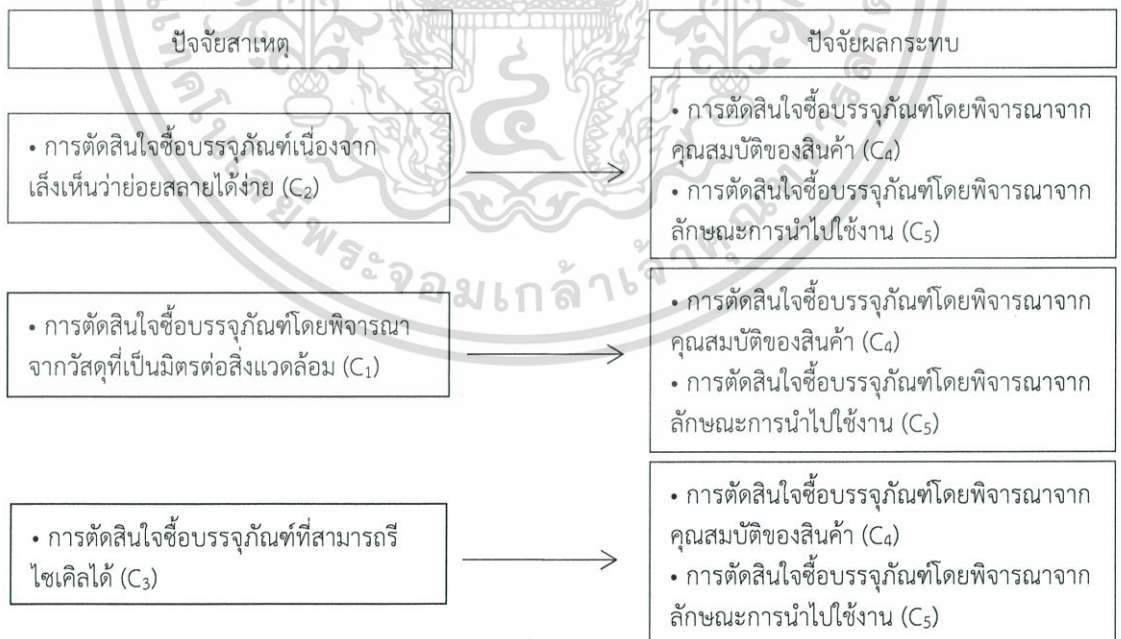 ปัจจัยสาเหตุ
ปัจจัยผลกระทบ
• การตัดสินใจซื้อบรรจุภัณฑ์เนื่องจาก
เล็งเห็นว่าย่อยสลายได้ง่าย (C₂)
• การตัดสินใจซื้อบรรจุภัณฑ์โดยพิจารณาจาก
คุณสมบัติของสินค้า (C₄)
• การตัดสินใจซื้อบรรจุภัณฑ์โดยพิจารณาจาก
ลักษณะการนำไปใช้งาน (C₅)
• การตัดสินใจซื้อบรรจุภัณฑ์โดยพิจารณา
จากวัสดุที่เป็นมิตรต่อสิ่งแวดล้อม (C₁)
• การตัดสินใจซื้อบรรจุภัณฑ์โดยพิจารณาจาก
คุณสมบัติของสินค้า (C₄)
• การตัดสินใจซื้อบรรจุภัณฑ์โดยพิจารณาจาก
ลักษณะการนำไปใช้งาน (C₅)
• การตัดสินใจซื้อบรรจุภัณฑ์ที่สามารถรี
ไซเคิลได้ (C₃)
• การตัดสินใจซื้อบรรจุภัณฑ์โดยพิจารณาจาก
คุณสมบัติของสินค้า (C₄)
• การตัดสินใจซื้อบรรจุภัณฑ์โดยพิจารณาจาก
ลักษณะการนำไปใช้งาน (C₅)